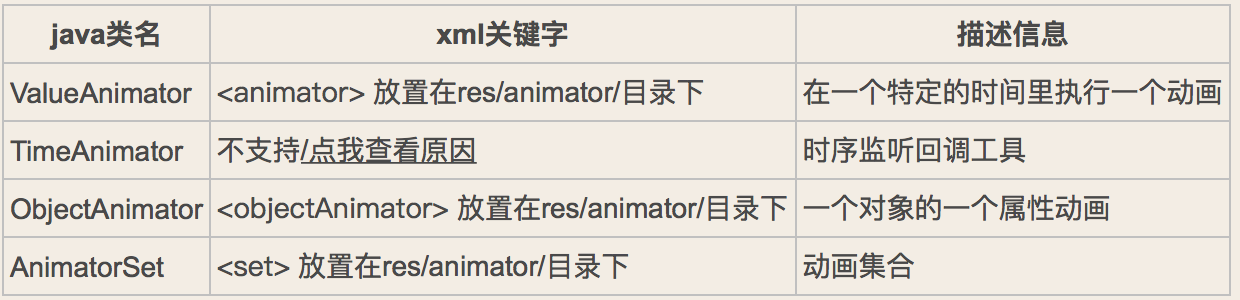 java类名 xml关键字 描述信息
ValueAnimator <animator> 放置在res/animator/目录下 在一个特定的时间里执行一个动画
TimeAnimator 不支持/点我查看原因 时序监听回调工具
ObjectAnimator <objectAnimator> 放置在res/animator/目录下 一个对象的一个属性动画
AnimatorSet <set> 放置在res/animator/目录下 动画集合